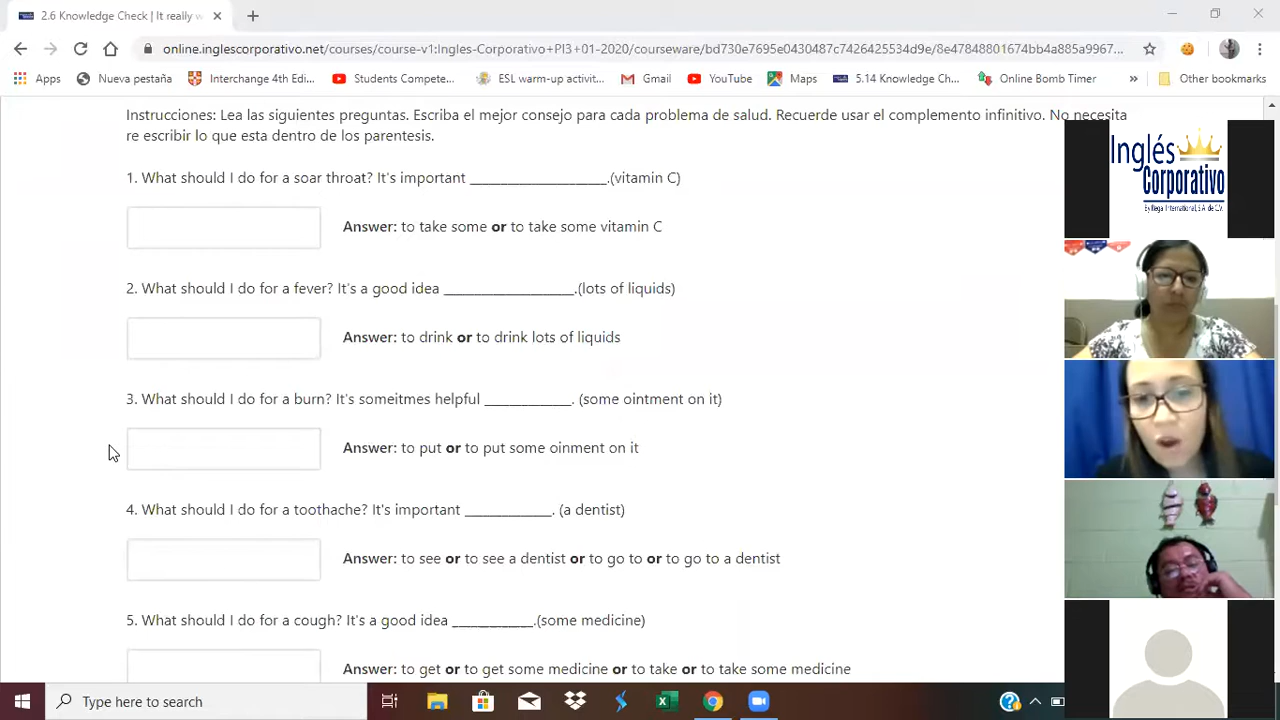 2.6 Knowledge Check | It really w
online.inglescorporativo.net/courses/course-v1:Ingles-Corporativo+PI3+01-2020/courseware/bd730e7695e0430487c7426425534d9e/8e47848801674bb4a885a9967...
Apps Nueva pestaña Interchange 4th Edi... Students Compete... ESL warm-up activit... Gmail YouTube Maps 5.14 Knowledge Ch... Online Bomb Timer » Other bookmarks
Instrucciones: Lea las siguientes preguntas. Escriba el mejor consejo para cada problema de salud. Recuerde usar el complemento infinitivo. No necesita
re escribir lo que esta dentro de los parentesis.
1. What should I do for a soar throat? It's important ____________________.(vitamin C)
Answer: to take some or to take some vitamin C
2. What should I do for a fever? It's a good idea ___________________.(lots of liquids)
Answer: to drink or to drink lots of liquids
3. What should I do for a burn? It's someitmes helpful _____________. (some ointment on it)
Answer: to put or to put some oinment on it
4. What should I do for a toothache? It's important _____________. (a dentist)
Answer: to see or to see a dentist or to go to or to go to a dentist
5. What should I do for a cough? It's a good idea ____________.(some medicine)
Answer: to get or to get some medicine or to take or to take some medicine
Inglés
Corporativo
By Rega International, S.A. de C.V.
Type here to search